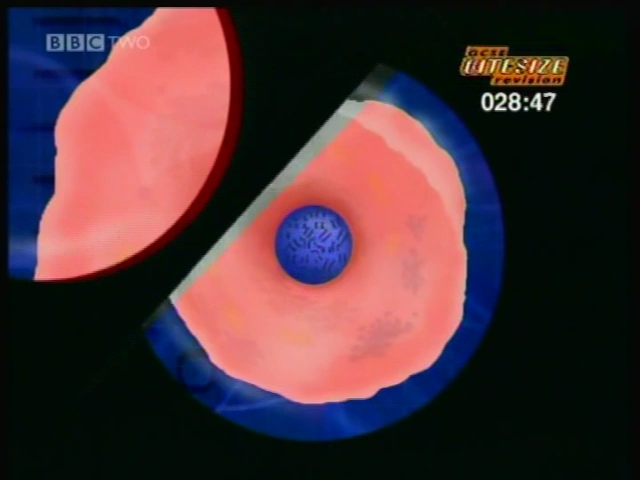 BBC TWO
GCSE
BITESIZE
revision
028:47